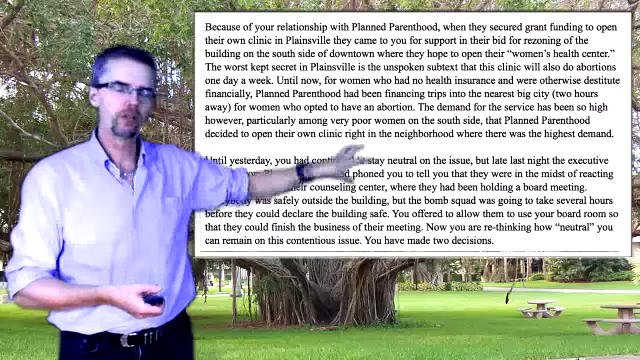 Because of your relationship with Planned Parenthood, when they secured grant funding to open
their own clinic in Plainsville they came to you for support in their bid for rezoning of the
building on the south side of downtown where they hope to open their “women’s health center.”
The worst kept secret in Plainsville is the unspoken subtext that this clinic will also do abortions
one day a week. Until now, for women who had no health insurance and were otherwise destitute
financially, Planned Parenthood had been financing trips into the nearest big city (two hours
away) for women who opted to have an abortion. The demand for the service has been so high
however, particularly among very poor women on the south side, that Planned Parenthood
decided to open their own clinic right in the neighborhood where there was the highest demand.
Until yesterday, you had stay neutral on the issue, but late last night the executive
phoned you to tell you that they were in the midst of reacting
their counseling center, where they had been holding a board meeting.
was safely outside the building, but the bomb squad was going to take several hours
before they could declare the building safe. You offered to allow them to use your board room so
that they could finish the business of their meeting. Now you are re-thinking how “neutral” you
can remain on this contentious issue. You have made two decisions.